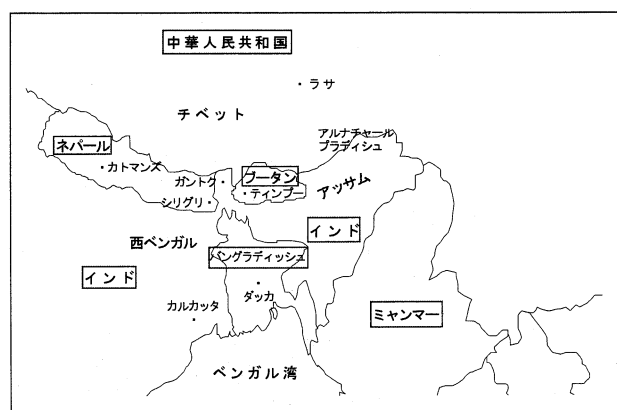 中華人民共和国
・ラサ
チベット
アルナチャール
プラディシュ
ネパール
・カトマンズ
ガントク・
ブータン
・ティンプー
アッサム
シリグリ・
インド
西ベンガル
バングラディッシュ
インド
ダッカ
カルカッタ
ミャンマー
ベンガル湾